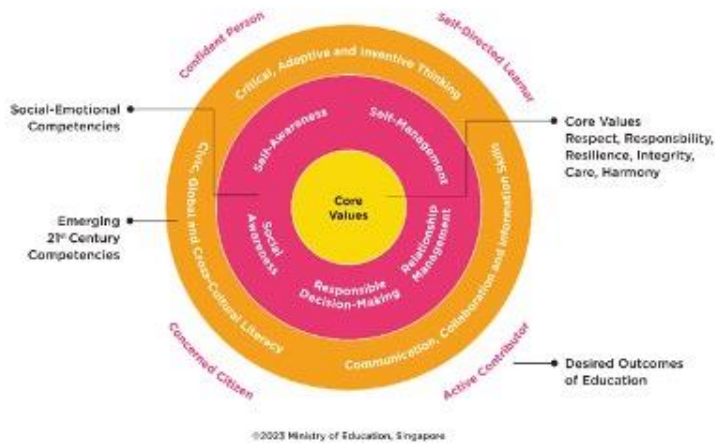 Confident Person
Self-Directed Learner
Critical, Adaptive and Inventive Thinking
Social-Emotional
Competencies
Self-Awareness
Self-Management
Core Values
Respect, Responsbility,
Resilience, Integrity,
Care, Harmony
Core
Values
Civic, Global and Cross-Cultural Literacy
Communication, Collaboration and Information Skills
Emerging
21st Century
Competencies
Social
Awareness
Relationship
Management
Responsible
Decision-Making
Concerned Citizen
Active Contributor
Desired Outcomes
of Education
©2023 Ministry of Education, Singapore